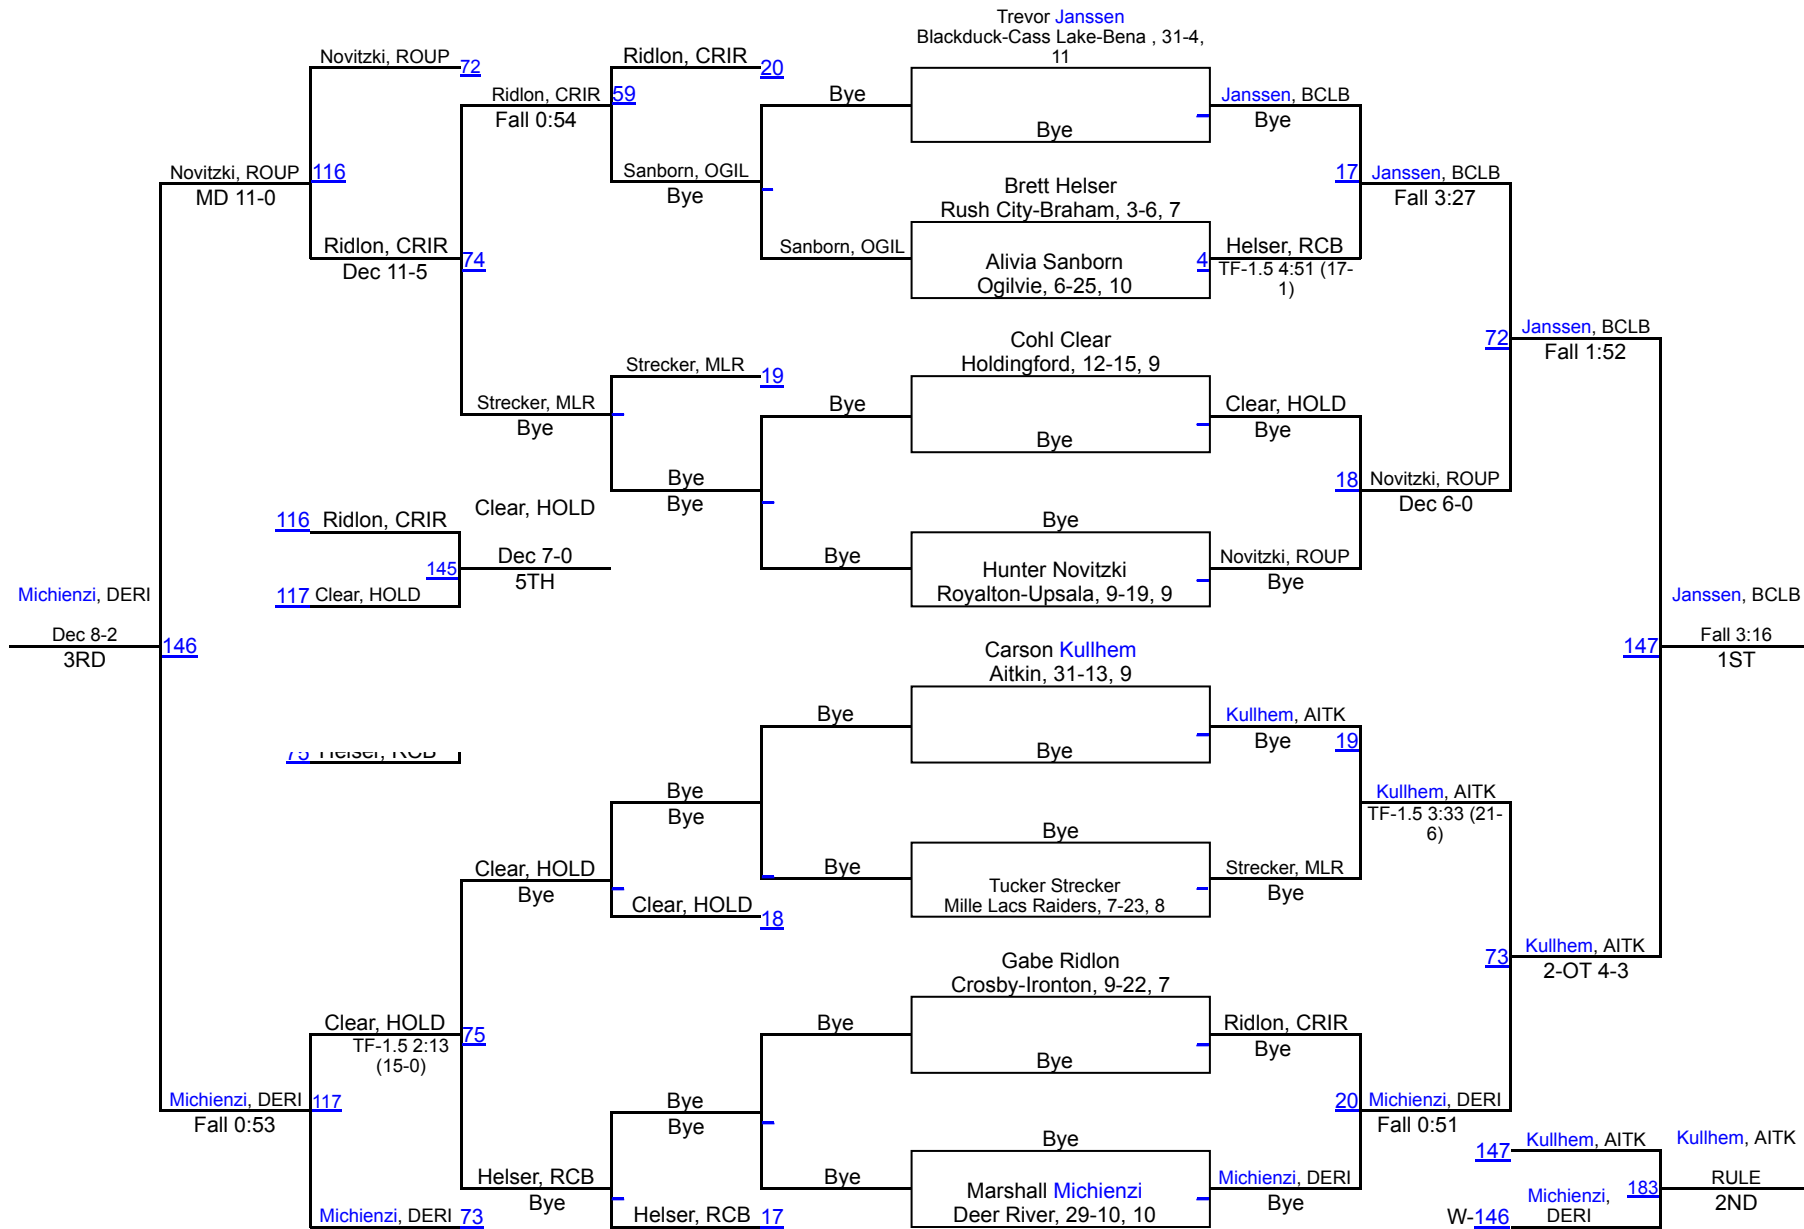 Trevor Janssen
Blackduck-Cass Lake-Bena , 31-4,
11
Bye
Brett Helser
Rush City-Braham, 3-6, 7
Alivia Sanborn
Ogilvie, 6-25, 10
Cohl Clear
Holdingford, 12-15, 9
Bye
Bye
Hunter Novitzki
Royalton-Upsala, 9-19, 9
Carson Kullhem
Aitkin, 31-13, 9
Bye
Bye
Tucker Strecker
Mille Lacs Raiders, 7-23, 8
Gabe Ridlon
Crosby-Ironton, 9-22, 7
Bye
Bye
Marshall Michienzi
Deer River, 29-10, 10
Janssen, BCLB
Bye
4 Helser, RCB
TF-1.5 4:51 (17-
1)
Clear, HOLD
Bye
Novitzki, ROUP
Bye
Kullhem, AITK
Bye
Strecker, MLR
Bye
Ridlon, CRIR
Bye
Michienzi, DERI
Bye
17 Janssen, BCLB
Fall 3:27
18 Novitzki, ROUP
Dec 6-0
19
Kullhem, AITK
TF-1.5 3:33 (21-
6)
20 Michienzi, DERI
Fall 0:51
72 Janssen, BCLB
Fall 1:52
73 Kullhem, AITK
2-OT 4-3
Janssen, BCLB
147 Fall 3:16
1ST
147 Kullhem, AITK
Kullhem, AITK
183 RULE
2ND
W-146 Michienzi,
DERI
Bye
Sanborn, OGIL
Bye
Bye
Bye
Bye
Bye
Bye
Ridlon, CRIR 20
Sanborn, OGIL
Bye
Strecker, MLR 19
Bye
Bye
Bye
Bye
Clear, HOLD 18
Bye
Bye
Helser, RCB 17
Ridlon, CRIR 59
Fall 0:54
Strecker, MLR
Bye
Clear, HOLD
Bye
Helser, RCB
Bye
Novitzki, ROUP 72
Ridlon, CRIR 74
Dec 11-5
Clear, HOLD 75
TF-1.5 2:13
(15-0)
Michienzi, DERI 73
Novitzki, ROUP 116
MD 11-0
Michienzi, DERI 117
Fall 0:53
Michienzi, DERI
Dec 8-2 146
3RD
116 Ridlon, CRIR
Clear, HOLD
145 Dec 7-0
5TH
117 Clear, HOLD
75 Helser, RCB